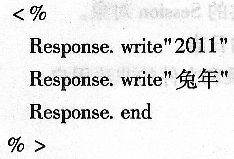 <%
Response. write"2011"
Response. write"兔年"
Response. end
% >